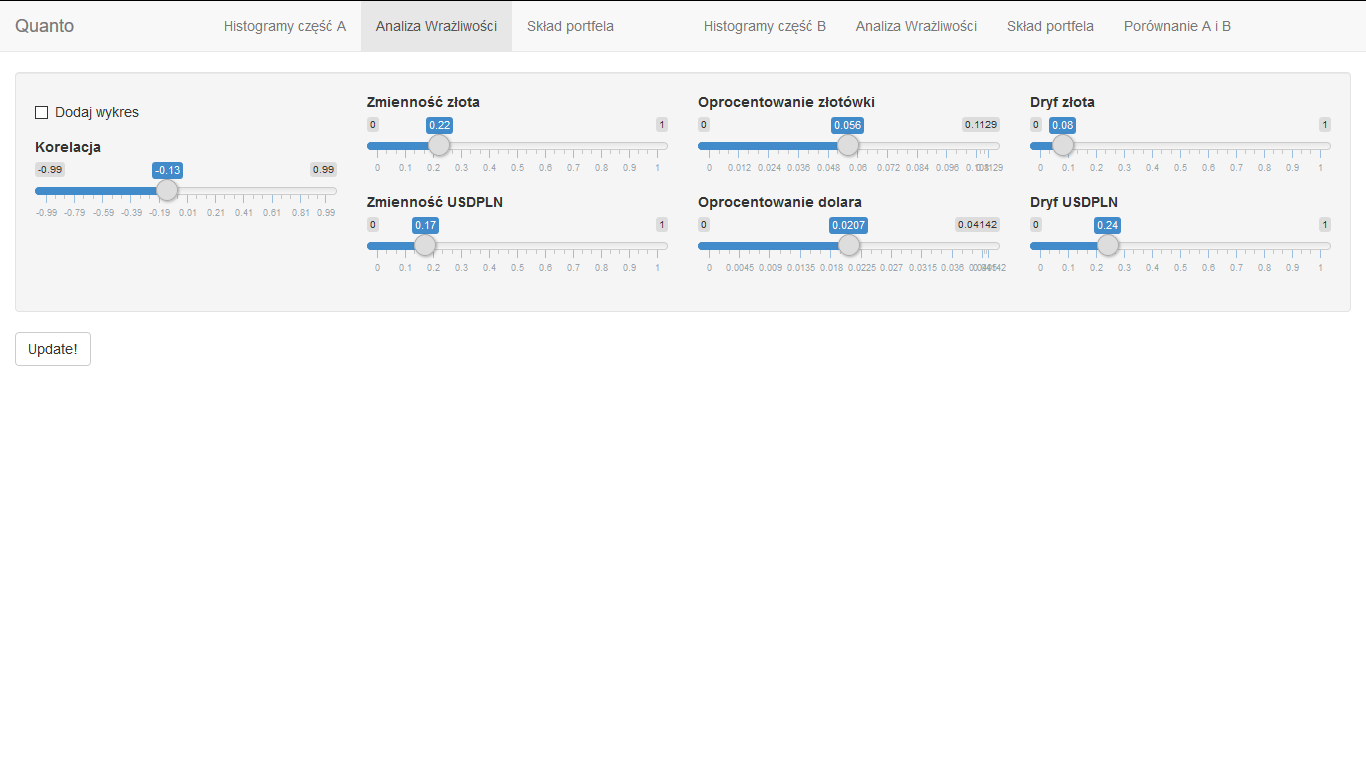 Quanto Histogramy część A Analiza Wrażliwości Skład portfela Histogramy część B Analiza Wrażliwości Skład portfela Porównanie A i B
Dodaj wykres
Korelacja
-0.99 -0.13 0.99
-0.99 -0.79 -0.59 -0.39 -0.19 0.01 0.21 0.41 0.61 0.81 0.99
Zmienność złota
0 0.22 1
0 0.1 0.2 0.3 0.4 0.5 0.6 0.7 0.8 0.9 1
Zmienność USDPLN
0 0.17 1
0 0.1 0.2 0.3 0.4 0.5 0.6 0.7 0.8 0.9 1
Oprocentowanie złotówki
0 0.056 0.1129
0 0.012 0.024 0.036 0.048 0.06 0.072 0.084 0.096
Oprocentowanie dolara
0 0.0207 0.04142
0 0.0045 0.009 0.0135 0.018 0.0225 0.027 0.0315 0.036
Dryf złota
0 0.08 1
0 0.1 0.2 0.3 0.4 0.5 0.6 0.7 0.8 0.9 1
Dryf USDPLN
0 0.24 1
0 0.1 0.2 0.3 0.4 0.5 0.6 0.7 0.8 0.9 1
Update!